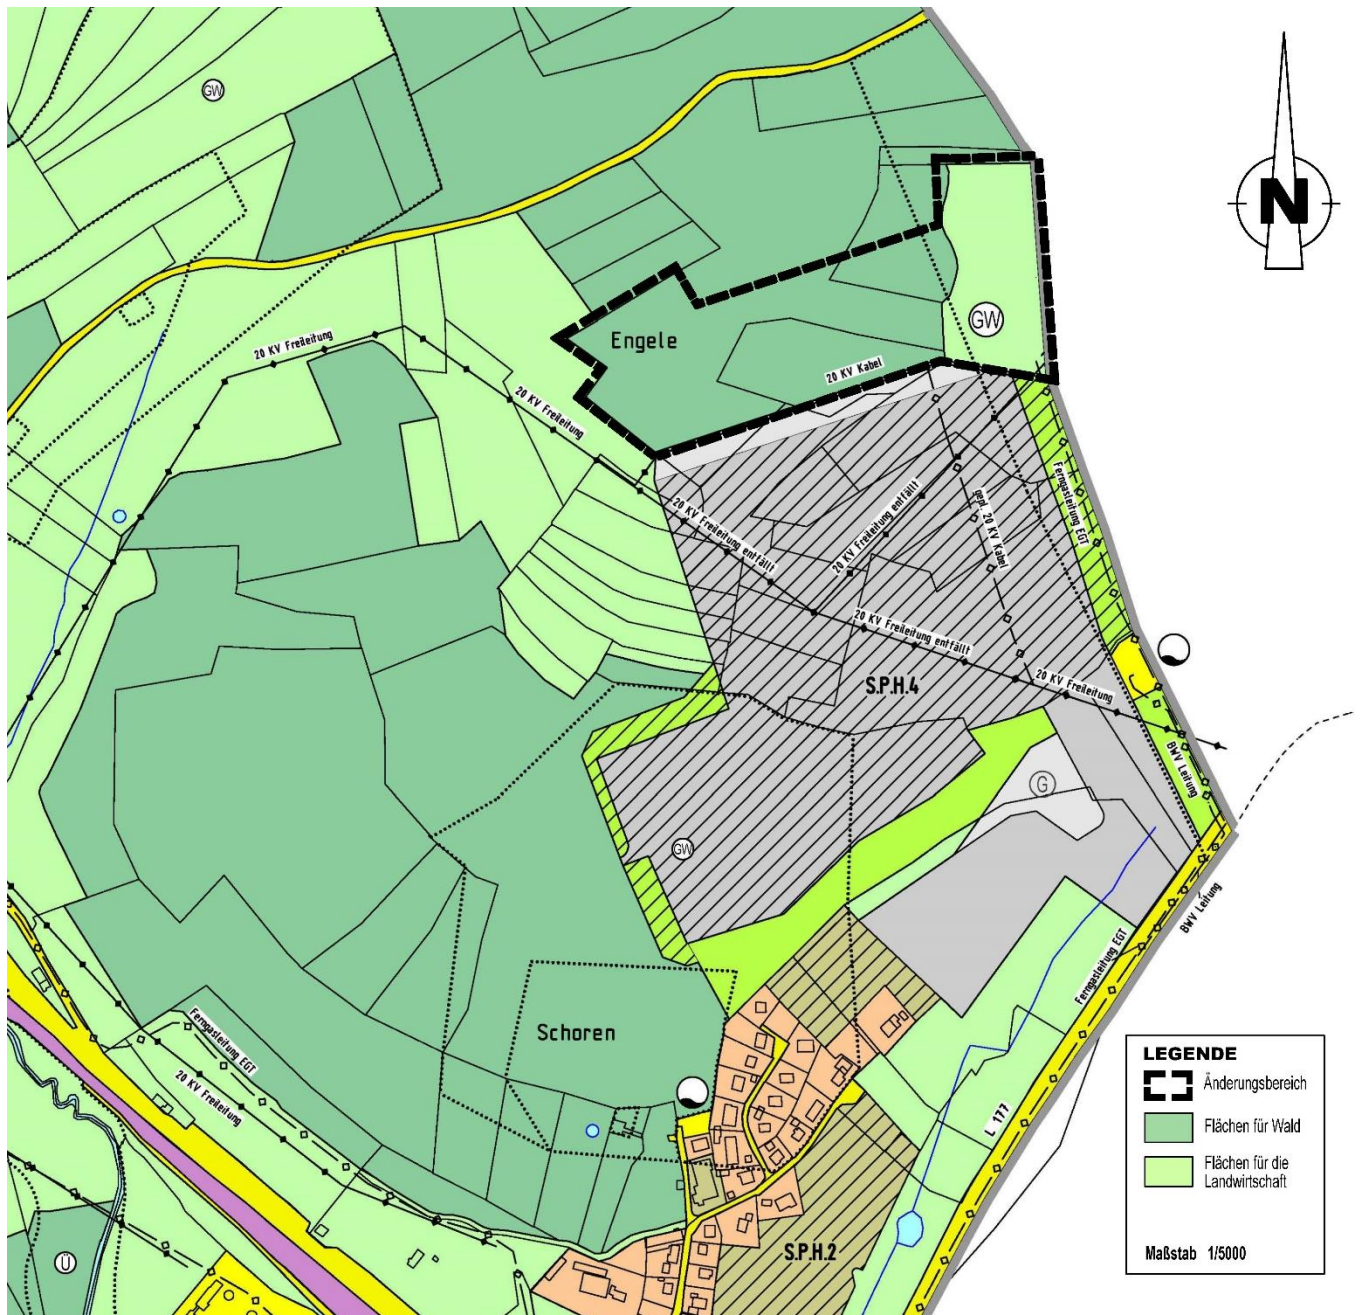 GW
N
Engele
GW
20 KV Freileitung
20 KV Freileitung
20 KV Kabel
Ferngasleitung EGT
20 KV Freileitung entfällt
20 KV Freileitung entfällt
gepl. 20 KV Kabel
20 KV Freileitung entfällt
S.P.H.4
20 KV Freileitung
BWV Leitung
G
GW
BWV Leitung
Ferngasleitung EGT
Schoren
Ferngasleitung EGT
20 KV Freileitung
L 177
S.P.H.2
U
LEGENDE
Änderungsbereich
Flächen für Wald
Flächen für die
Landwirtschaft
Maßstab 1/5000